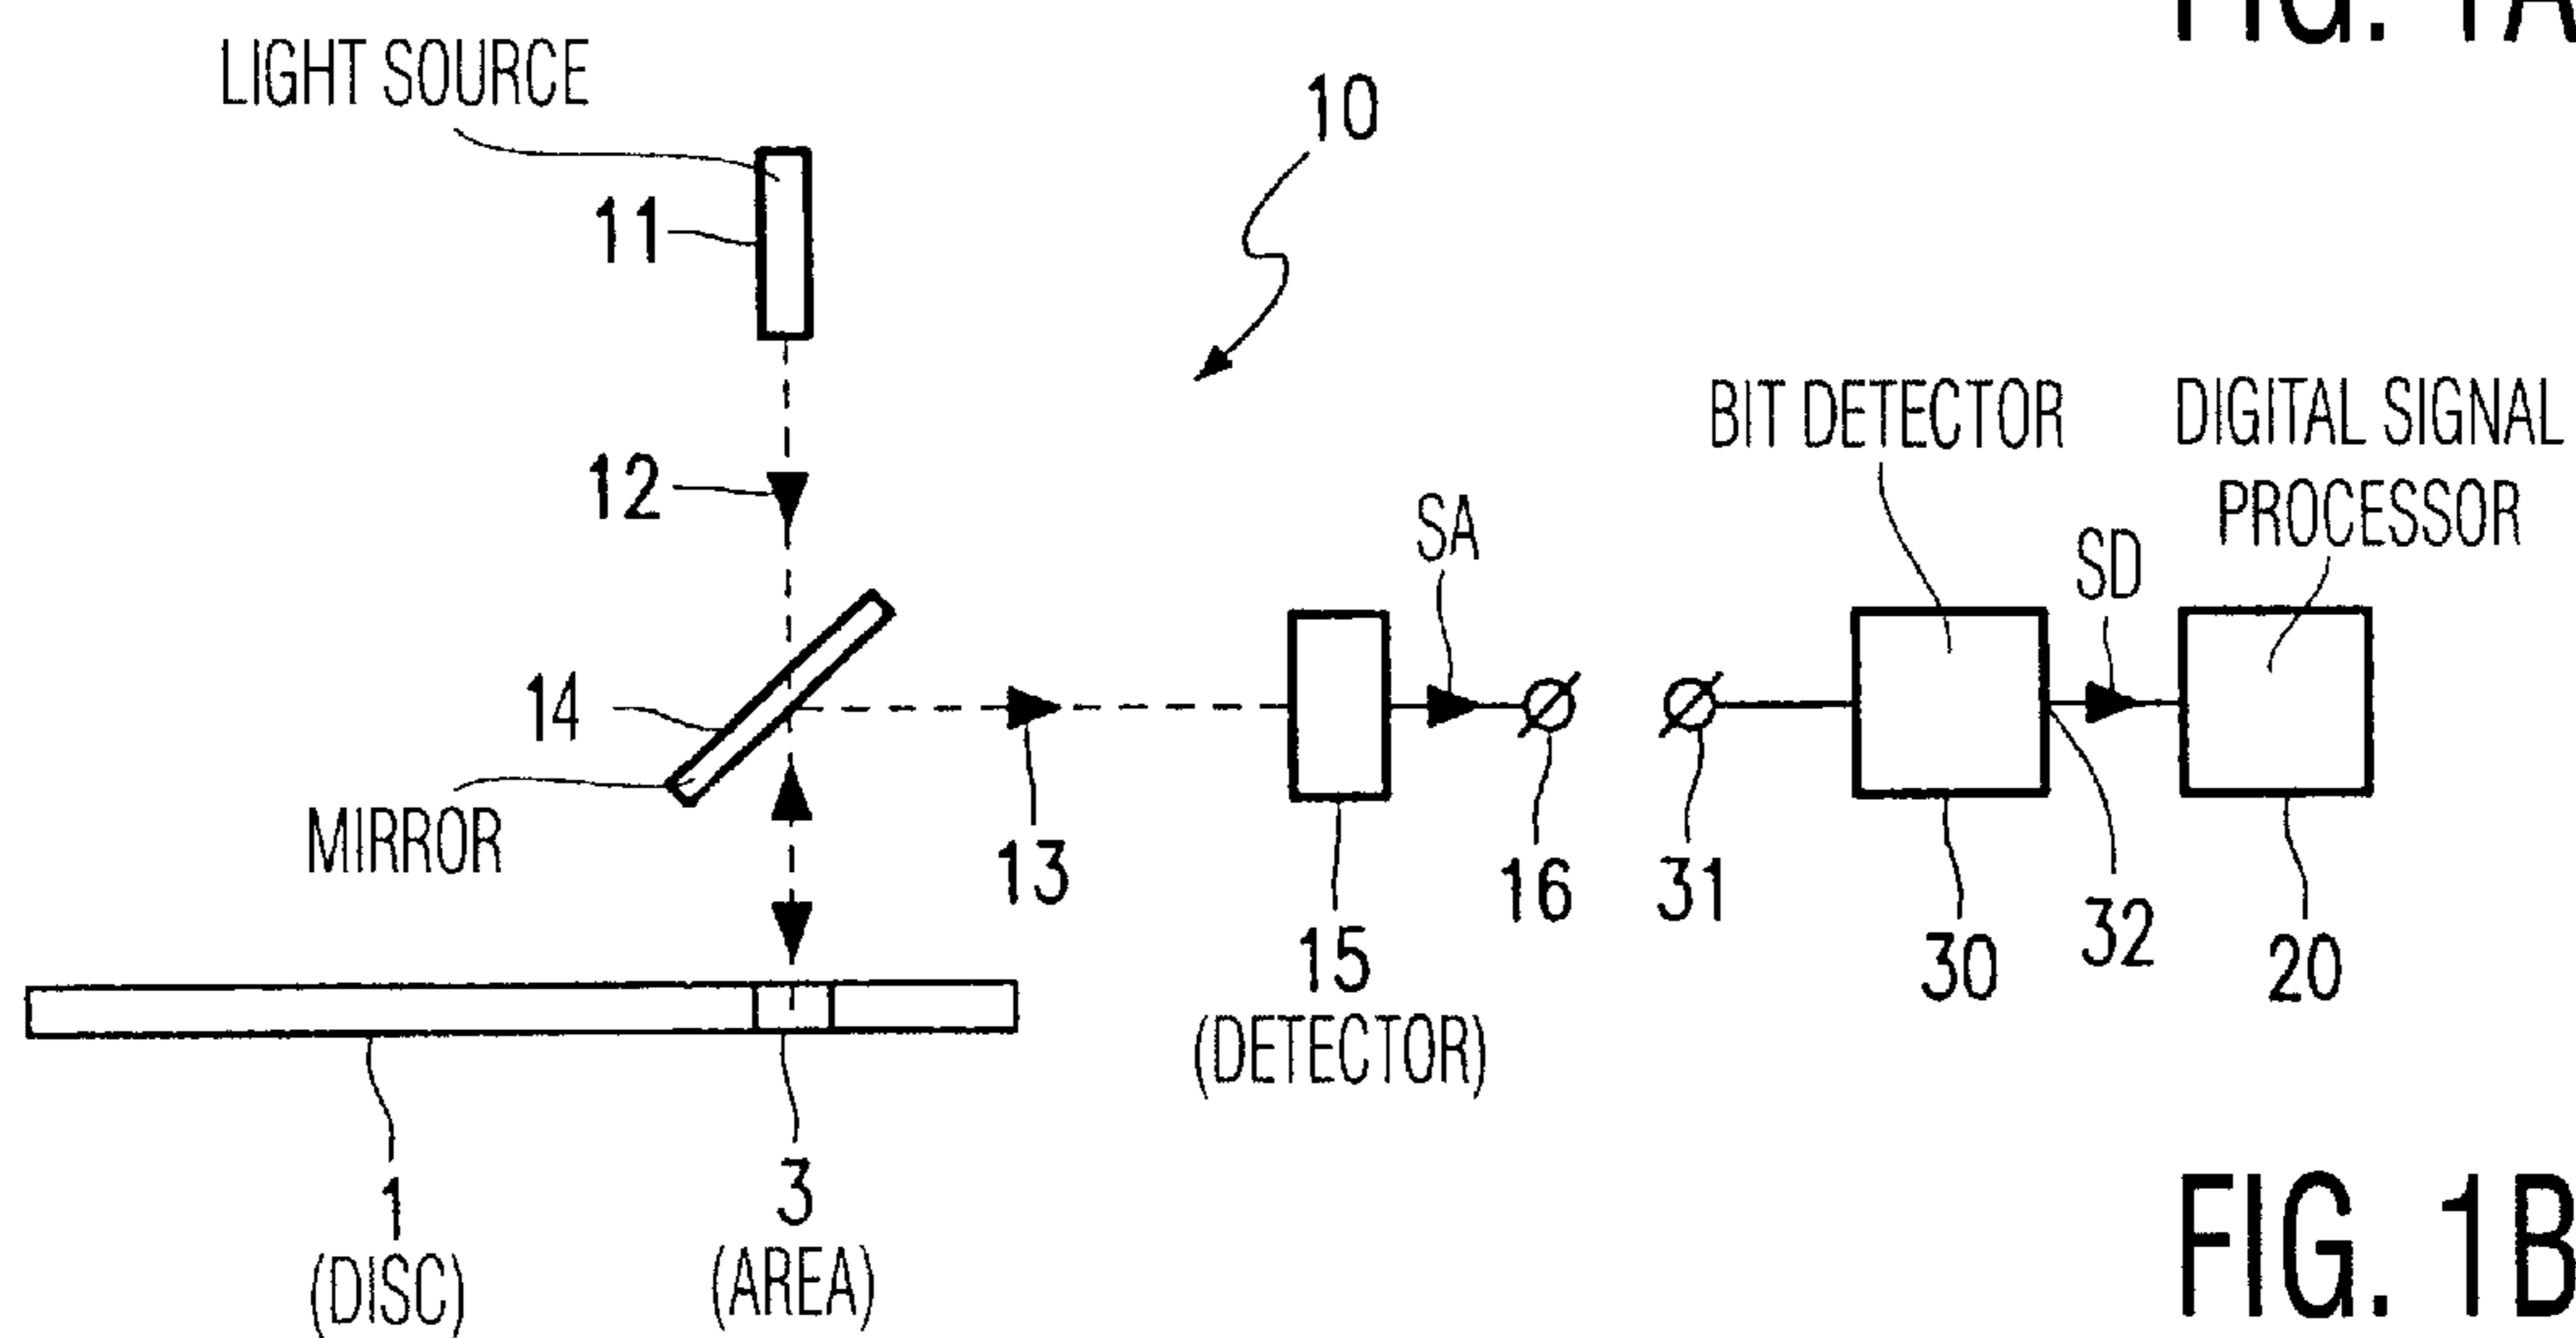 FIG. 1A
LIGHT SOURCE
10
11
BIT DETECTOR
DIGITAL SIGNAL
PROCESSOR
12
SA
SD
14
MIRROR
13
16
31
32
15
(DETECTOR)
30
20
1
(DISC)
3
(AREA)
FIG. 1B